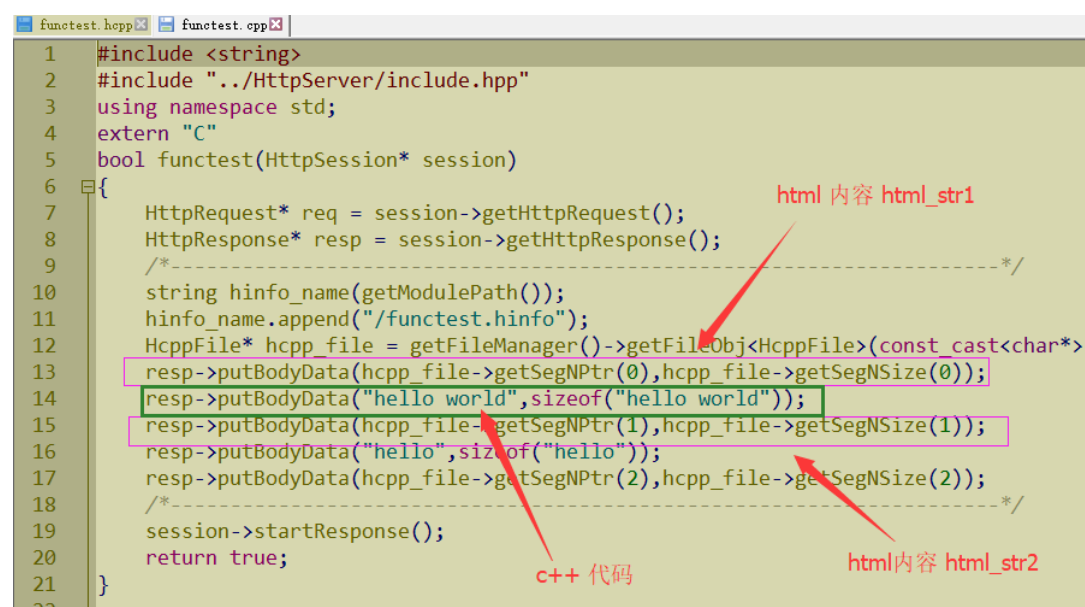 functest.hcpp functest.cpp
1 #include <string>
2 #include "../HttpServer/include.hpp"
3 using namespace std;
4 extern "C"
5 bool functest(HttpSession* session)
6 {
html 内容 html_str1
7 HttpRequest* req = session->getHttpRequest();
8 HttpResponse* resp = session->getHttpResponse();
9 /*---------------------------------------------------------------------*/
10 string hinfo_name(getModulePath());
11 hinfo_name.append("/functest.hinfo");
12 HcppFile* hcpp_file = getFileManager()->getFileObj<HcppFile>(const_cast<char*>
13 resp->putBodyData(hcpp_file->getSegNPtr(0),hcpp_file->getSegNSize(0));
14 resp->putBodyData("hello world",sizeof("hello world"));
15 resp->putBodyData(hcpp_file->getSegNPtr(1),hcpp_file->getSegNSize(1));
16 resp->putBodyData("hello",sizeof("hello"));
17 resp->putBodyData(hcpp_file->getSegNPtr(2),hcpp_file->getSegNSize(2));
18 /*---------------------------------------------------------------------*/
19 session->startResponse();
20 return true;
html内容 html_str2
c++ 代码
21 }